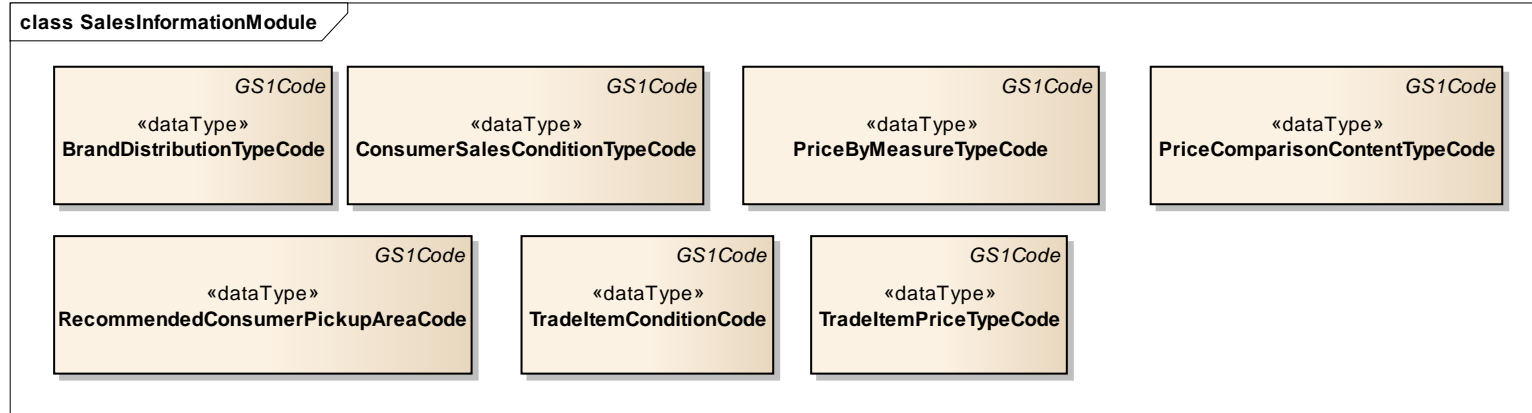 class SalesInformationModule
GS1Code
«dataType»
BrandDistributionTypeCode
GS1Code
«dataType»
ConsumerSalesConditionTypeCode
GS1Code
«dataType»
PriceByMeasureTypeCode
GS1Code
«dataType»
PriceComparisonContentTypeCode
GS1Code
«dataType»
RecommendedConsumerPickupAreaCode
GS1Code
«dataType»
TradeItemConditionCode
GS1Code
«dataType»
TradeItemPriceTypeCode